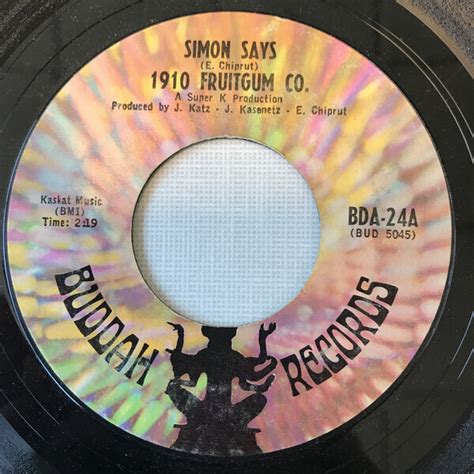 SIMON SAYS
(E. Chiprut)
1910 FRUITGUM CO.
A Super K Production
Produced by J. Katz - J. Kasenetz - E. Chiprut
Kaskat Music
(BMI)
Time: 2:19
BDA-24A
(BUD 5045)
BUDDAH RECORDS